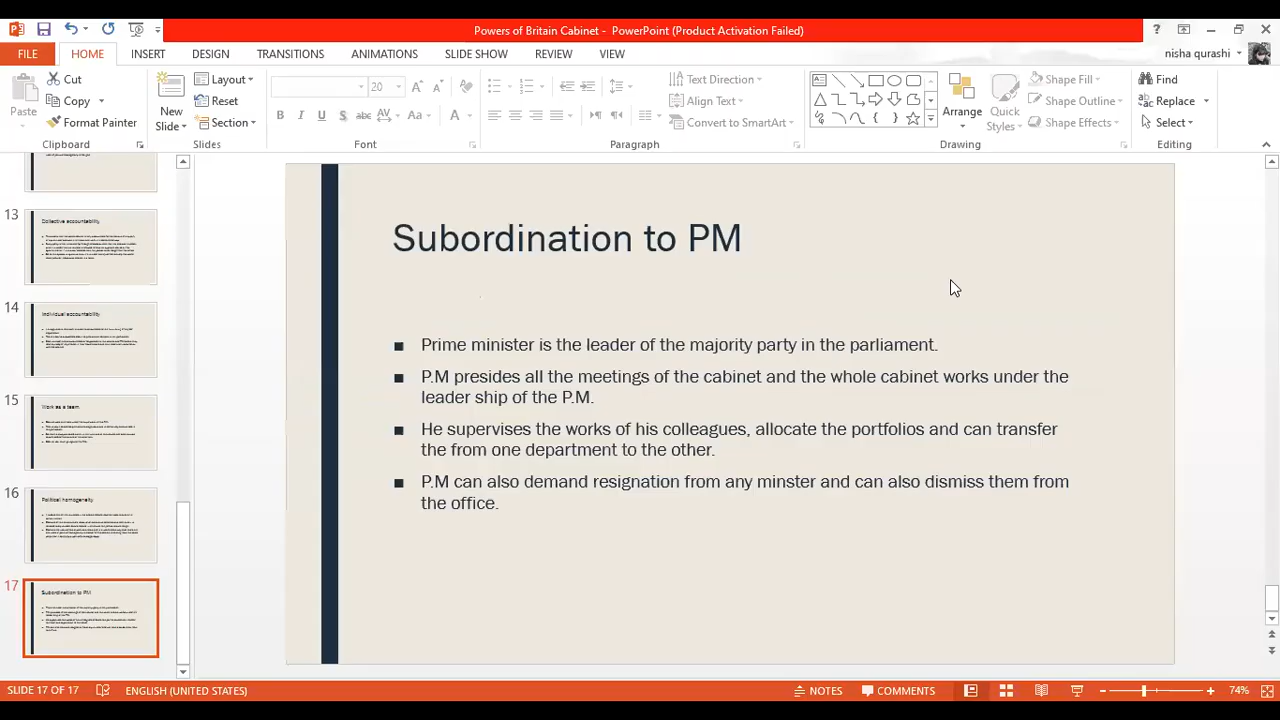 Powers of Britain Cabinet - PowerPoint (Product Activation Failed)
FILE HOME INSERT DESIGN TRANSITIONS ANIMATIONS SLIDE SHOW REVIEW VIEW nisha qurashi
Paste Cut Copy Format Painter
Clipboard
New Slide Layout Reset Section
Slides
20
B I U S abc AV Aa A
Font
Text Direction Align Text Convert to SmartArt
Paragraph
Arrange Quick Styles Shape Fill Shape Outline Shape Effects
Drawing
Find Replace Select
Editing
13 Collective accountability
14 Individual accountability
15 Work as a team
16 Political homogeneity
17 Subordination to PM
Subordination to PM
Prime minister is the leader of the majority party in the parliament.
P.M presides all the meetings of the cabinet and the whole cabinet works under the
leader ship of the P.M.
He supervises the works of his colleagues, allocate the portfolios and can transfer
the from one department to the other.
P.M can also demand resignation from any minster and can also dismiss them from
the office.
SLIDE 17 OF 17 ENGLISH (UNITED STATES) NOTES COMMENTS 74%